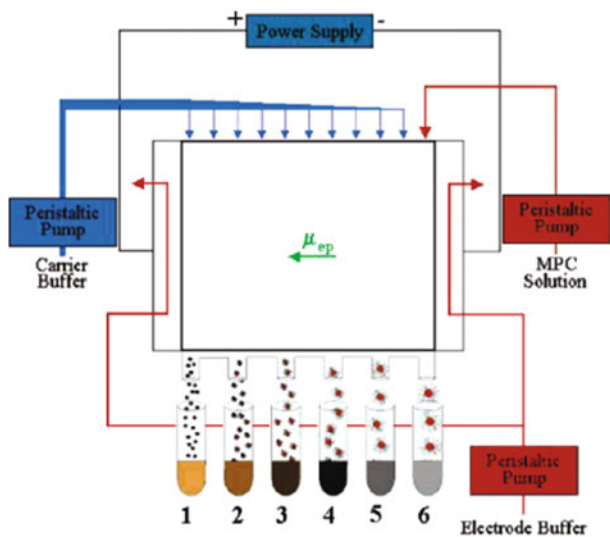 + Power Supply -
Peristaltic
Pump
Carrier
Buffer
μep
Peristaltic
Pump
MPC
Solution
Peristaltic
Pump
1 2 3 4 5 6
Electrode Buffer